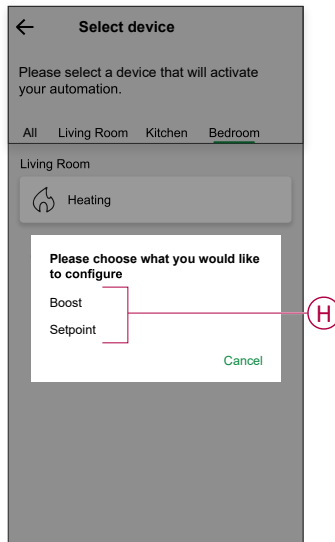 Select device
Please select a device that will activate
your automation.
All Living Room Kitchen Bedroom
Living Room
Heating
Please choose what you would like
to configure
Boost
Setpoint
H
Cancel